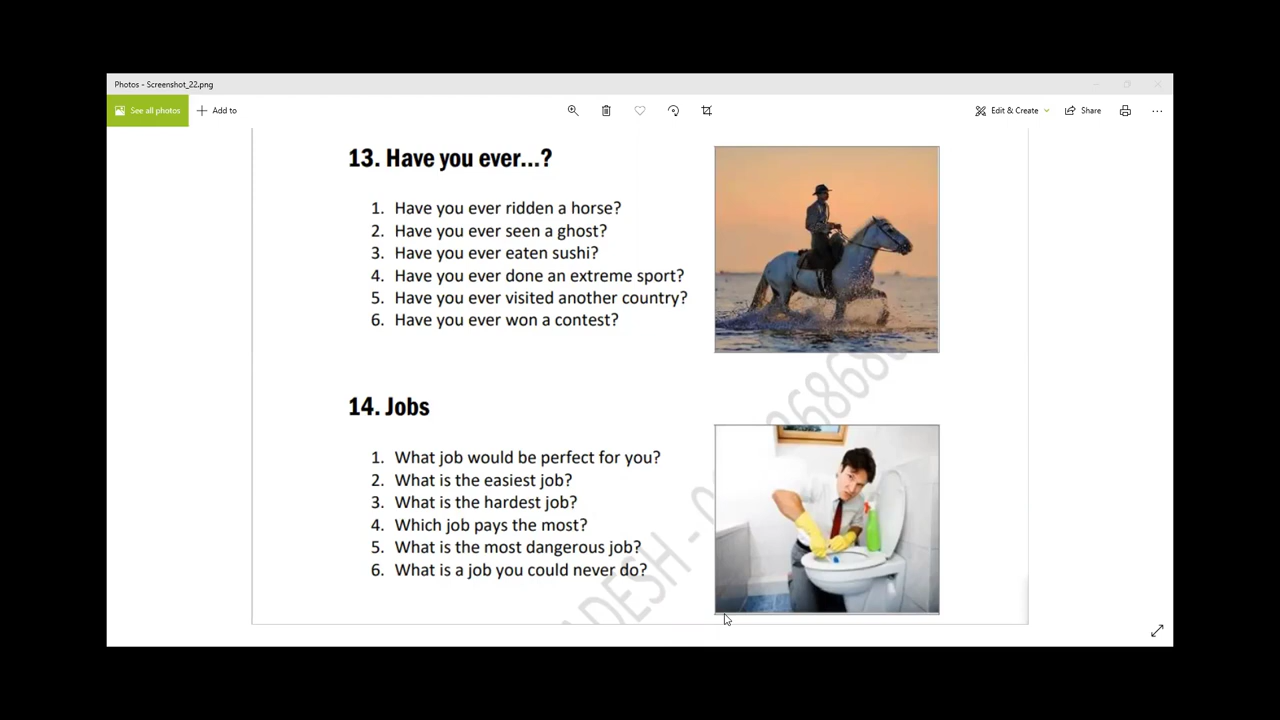 Photos - Screenshot_22.png
See all photos
Add to
Edit & Create
Share
13. Have you ever...?
1. Have you ever ridden a horse?
2. Have you ever seen a ghost?
3. Have you ever eaten sushi?
4. Have you ever done an extreme sport?
5. Have you ever visited another country?
6. Have you ever won a contest?
14. Jobs
1. What job would be perfect for you?
2. What is the easiest job?
3. What is the hardest job?
4. Which job pays the most?
5. What is the most dangerous job?
6. What is a job you could never do?